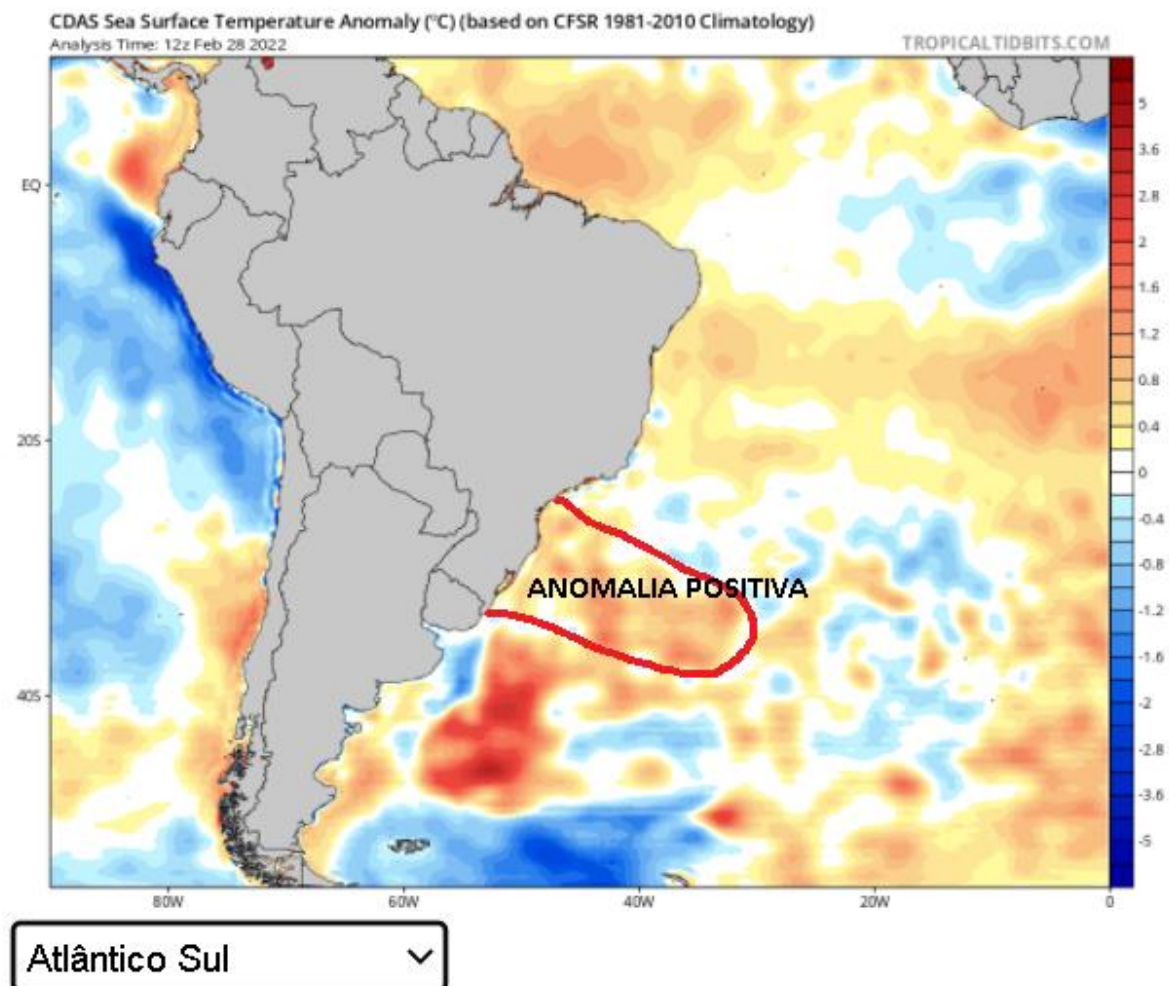 CDAS Sea Surface Temperature Anomaly (°C) (based on CFSR 1981-2010 Climatology)
Analysis Time: 12z Feb 28 2022
TROPICALTIDBITS.COM
5
3.6
2.8
2
1.6
1.2
0.8
0.4
0
-0.4
-0.8
-1.2
-1.6
-2
-2.8
-3.6
-5
EQ
20S
40S
ANOMALIA POSITIVA
80W 60W 40W 20W 0
Atlântico Sul